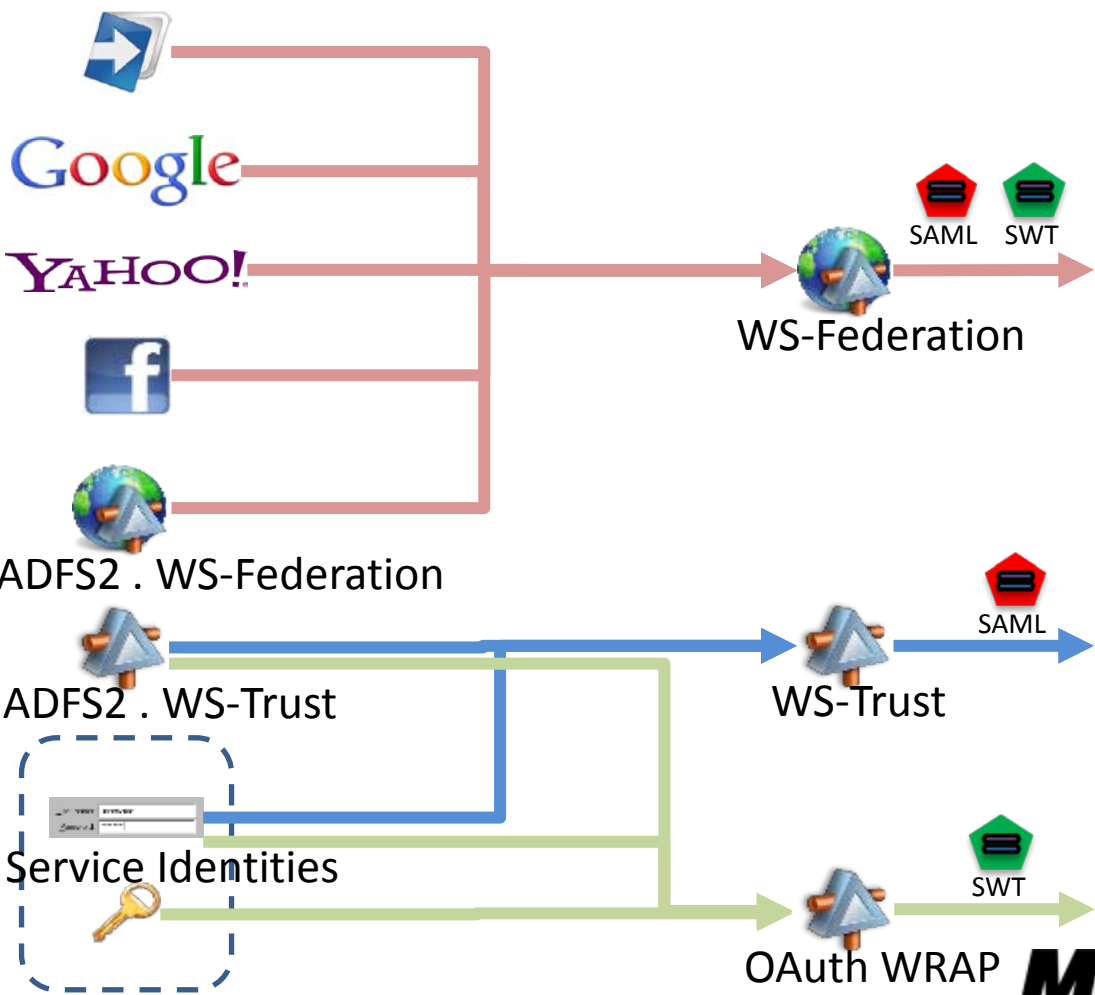 Google
YAHOO!
f
SAML SWT
WS-Federation
ADFS2 . WS-Federation
SAML
ADFS2 . WS-Trust
WS-Trust
Service Identities
SWT
OAuth WRAP
M